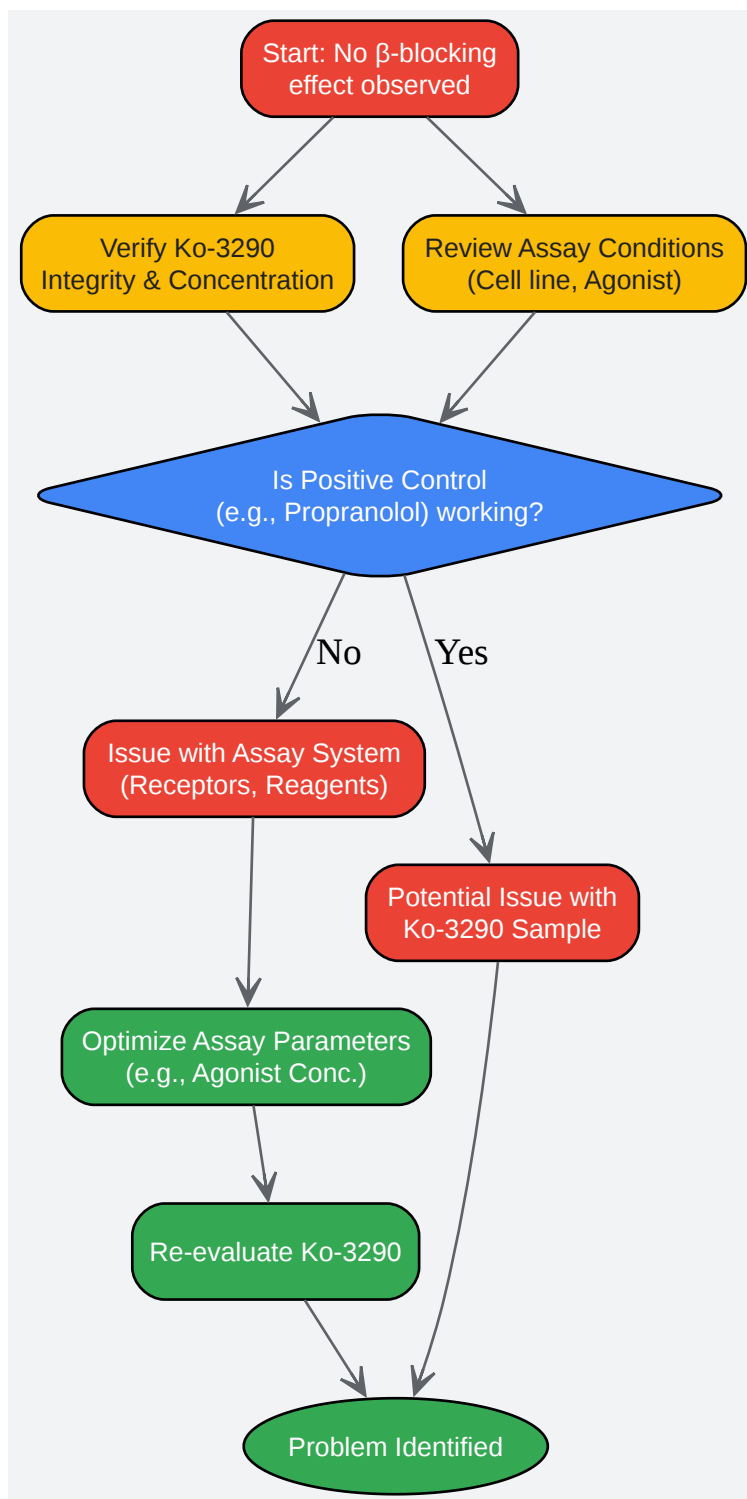 Start: No β-blocking
effect observed
Verify Ko-3290
Integrity & Concentration
Review Assay Conditions
(Cell line, Agonist)
Is Positive Control
(e.g., Propranolol) working?
No
Yes
Issue with Assay System
(Receptors, Reagents)
Potential Issue with
Ko-3290 Sample
Optimize Assay Parameters
(e.g., Agonist Conc.)
Re-evaluate Ko-3290
Problem Identified